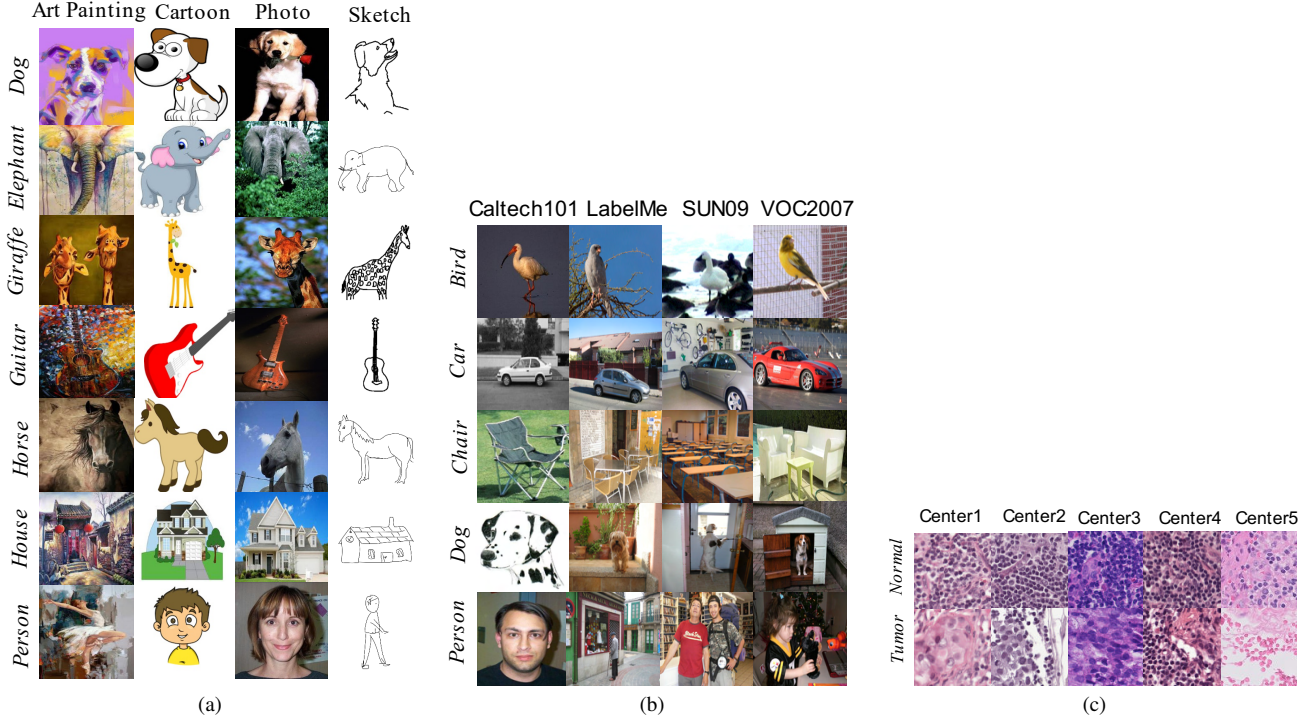 Art Painting Cartoon Photo Sketch
Dog
Elephant
Giraffe
Guitar
Horse
House
Person
(a)
Caltech101 LabelMe SUN09 VOC2007
Bird
Car
Chair
Dog
Person
(b)
Center1 Center2 Center3 Center4 Center5
Normal
Tumor
(c)